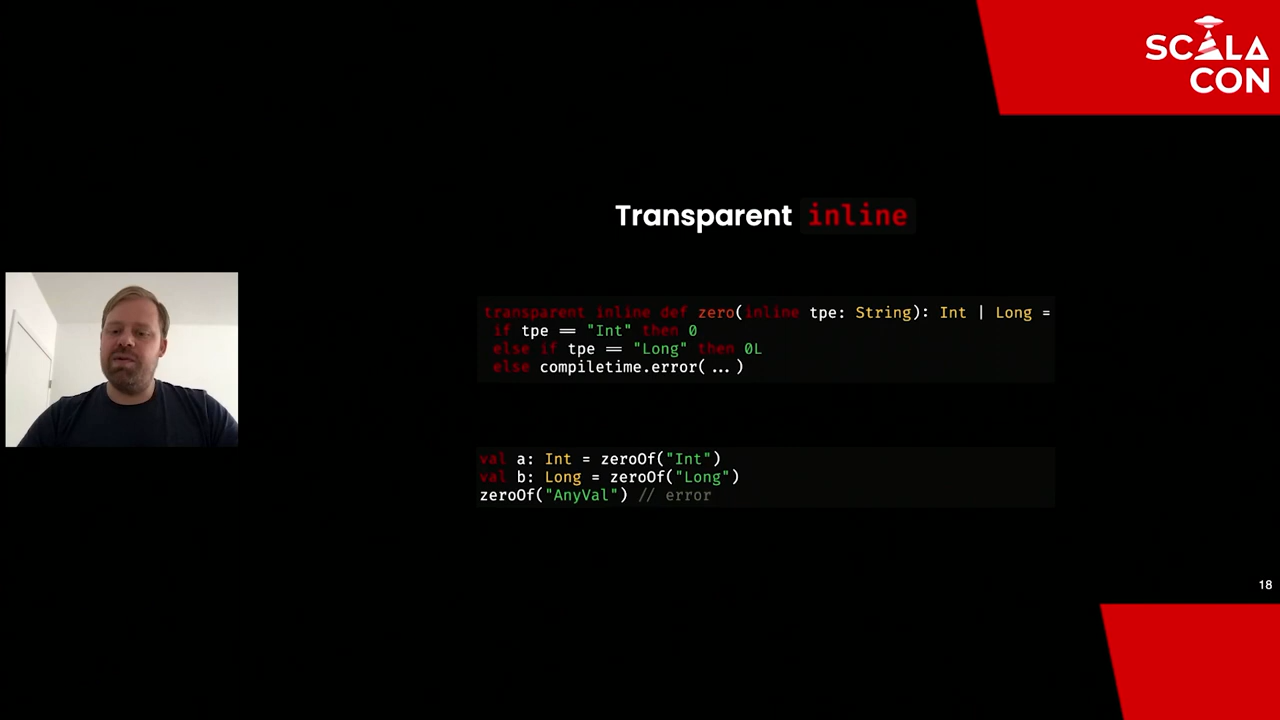 SCALA
CON
Transparent inline
transparent inline def zero(inline tpe: String): Int | Long =
if tpe == "Int" then 0
else if tpe == "Long" then 0L
else compiletime.error(...)
val a: Int = zeroOf("Int")
val b: Long = zeroOf("Long")
zeroOf("AnyVal") // error
18